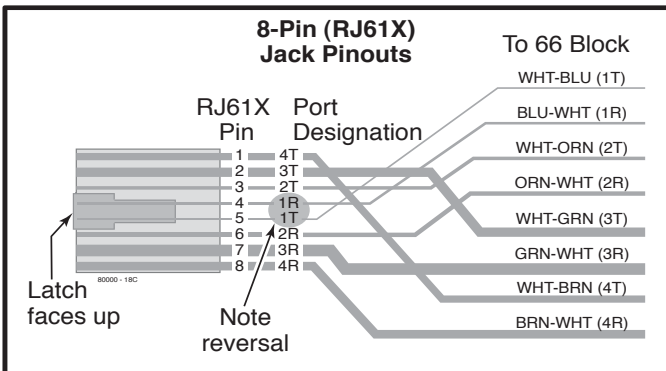 8-Pin (RJ61X)
Jack Pinouts
To 66 Block
RJ61X
Pin
Port
Designation
1 4T
2 3T
3 2T
4 1R
5 1T
6 2R
7 3R
8 4R
WHT-BLU (1T)
BLU-WHT (1R)
WHT-ORN (2T)
ORN-WHT (2R)
WHT-GRN (3T)
GRN-WHT (3R)
WHT-BRN (4T)
BRN-WHT (4R)
80000 - 18C
Latch
faces up
Note
reversal